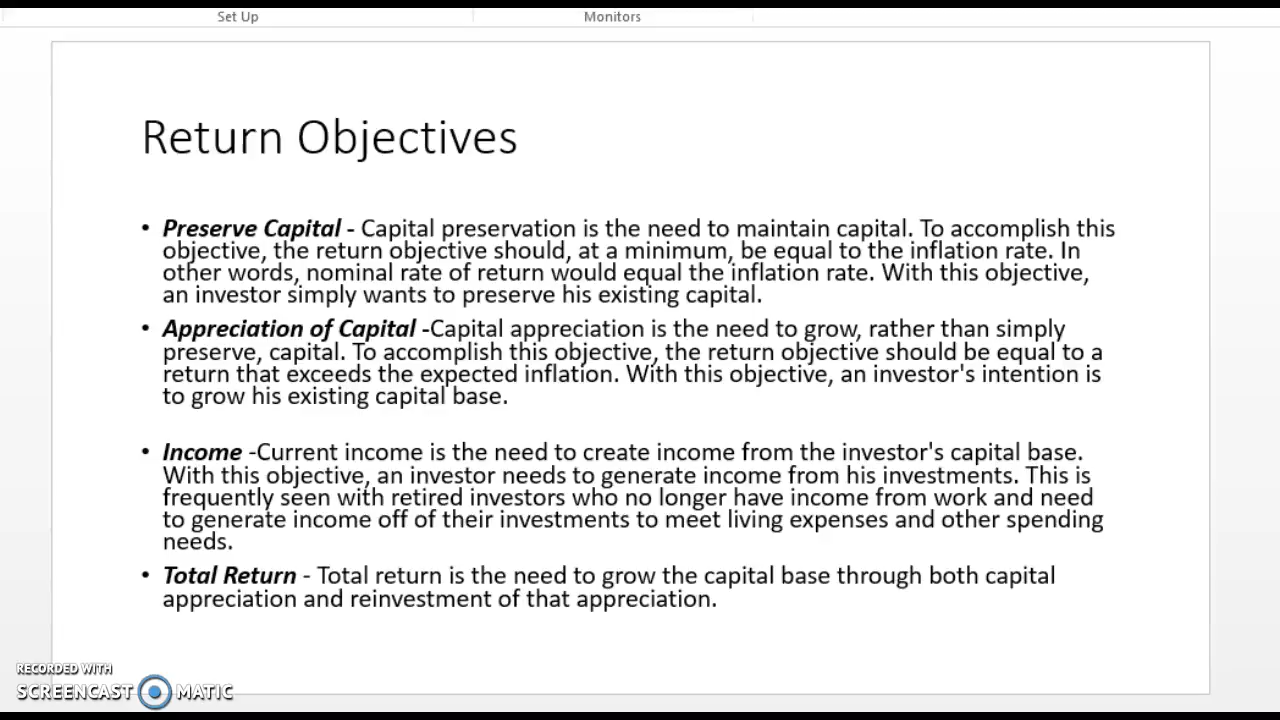 Set Up Monitors
Return Objectives
• Preserve Capital - Capital preservation is the need to maintain capital. To accomplish this
objective, the return objective should, at a minimum, be equal to the inflation rate. In
other words, nominal rate of return would equal the inflation rate. With this objective,
an investor simply wants to preserve his existing capital.
• Appreciation of Capital -Capital appreciation is the need to grow, rather than simply
preserve, capital. To accomplish this objective, the return objective should be equal to a
return that exceeds the expected inflation. With this objective, an investor's intention is
to grow his existing capital base.
• Income -Current income is the need to create income from the investor's capital base.
With this objective, an investor needs to generate income from his investments. This is
frequently seen with retired investors who no longer have income from work and need
to generate income off of their investments to meet living expenses and other spending
needs.
• Total Return - Total return is the need to grow the capital base through both capital
appreciation and reinvestment of that appreciation.
RECORDED WITH
SCREENCAST MATIC